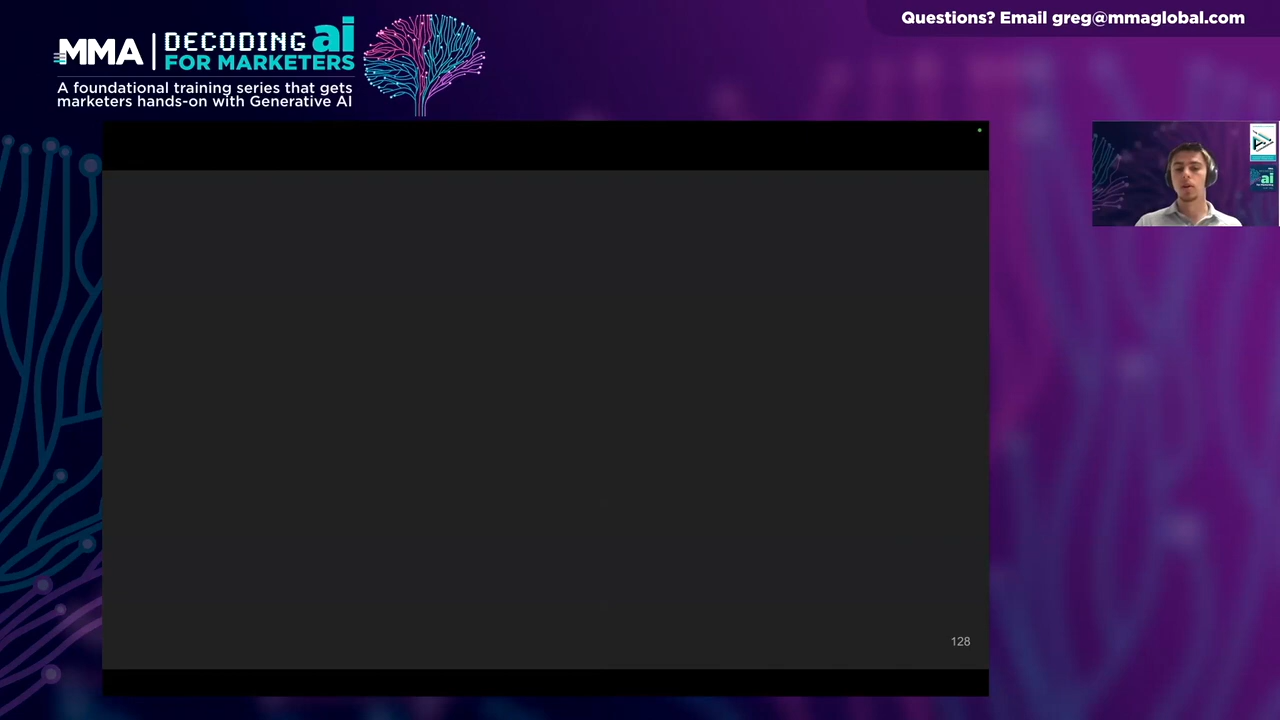 Questions? Email greg@mmaglobal.com
MMA
DECODING ai
FOR MARKETERS
A foundational training series that gets
marketers hands-on with Generative AI
ai
128